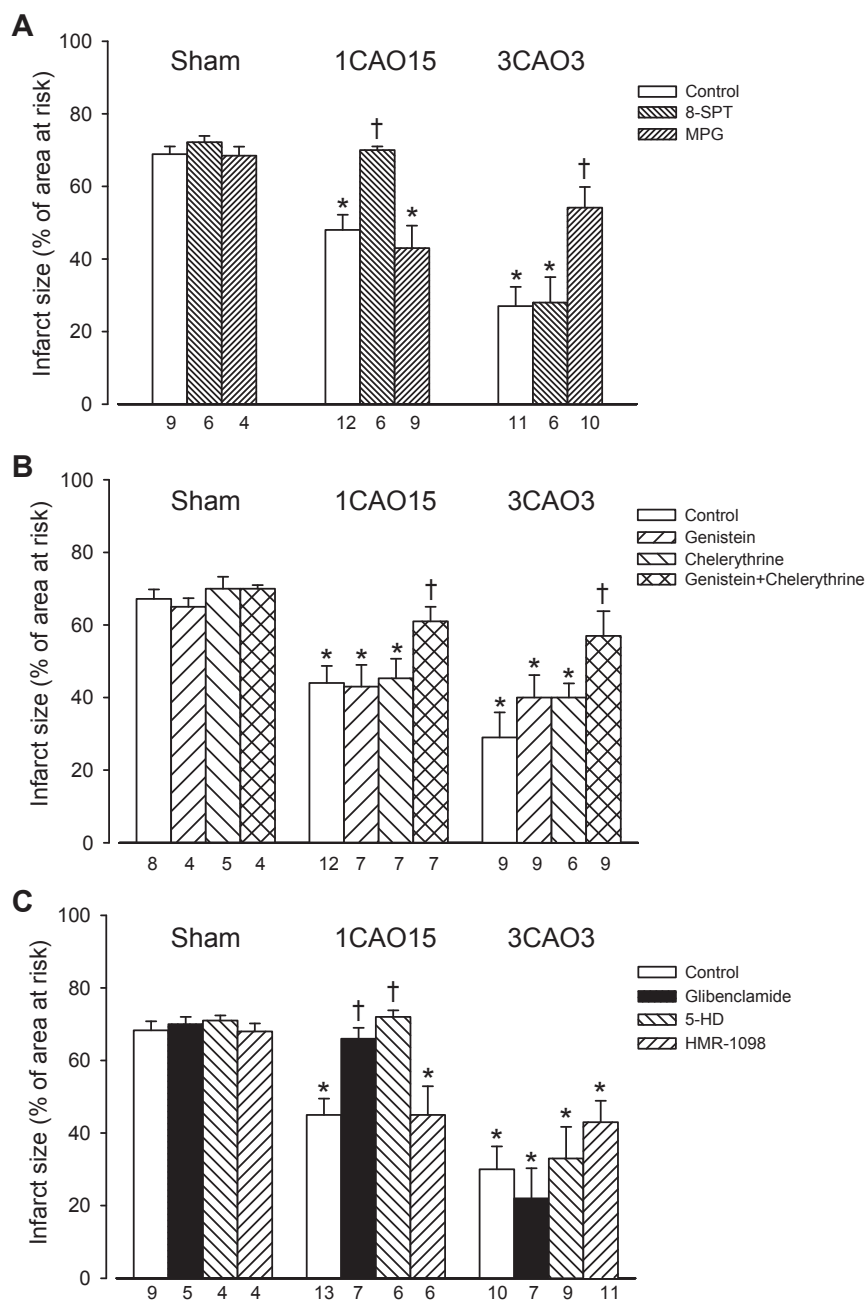 A
100
80
60
40
20
0
Infarct size (% of area at risk)
Sham
1CAO15
3CAO3
Control
8-SPT
MPG
*
†
*
*
*
†
9 6 4 12 6 9 11 6 10
B
100
80
60
40
20
0
Infarct size (% of area at risk)
Sham
1CAO15
3CAO3
Control
Genistein
Chelerythrine
Genistein+Chelerythrine
*
*
*
†
*
*
*
†
8 4 5 4 12 7 7 7 9 9 6 9
C
100
80
60
40
20
0
Infarct size (% of area at risk)
Sham
1CAO15
3CAO3
Control
Glibenclamide
5-HD
HMR-1098
*
†
†
*
*
*
*
*
9 5 4 4 13 7 6 6 10 7 9 11